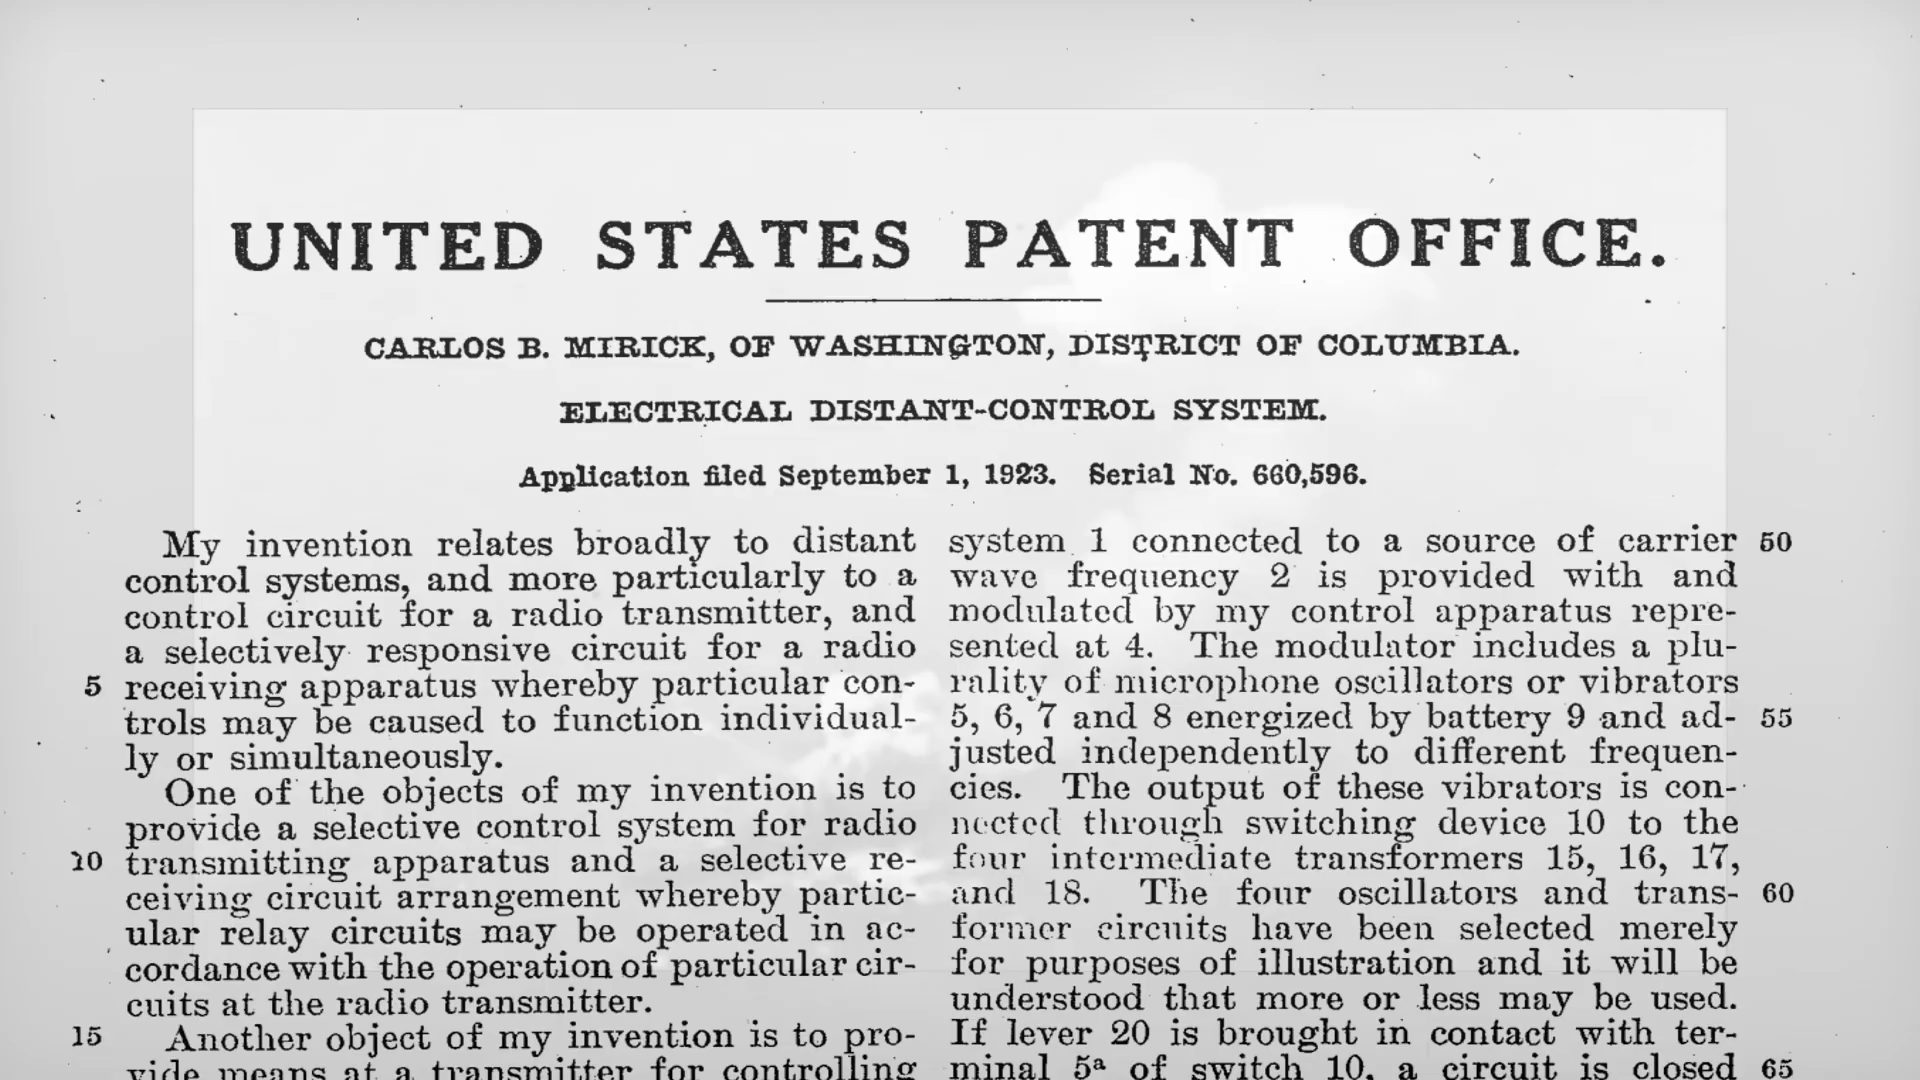 UNITED STATES PATENT OFFICE.
CARLOS B. MIRICK, OF WASHINGTON, DISTRICT OF COLUMBIA.
ELECTRICAL DISTANT-CONTROL SYSTEM.
Application filed September 1, 1923. Serial No. 660,596.
My invention relates broadly to distant
control systems, and more particularly to a
control circuit for a radio transmitter, and
a selectively responsive circuit for a radio
5 receiving apparatus whereby particular con-
trols may be caused to function individual-
ly or simultaneously.
One of the objects of my invention is to
provide a selective control system for radio
10 transmitting apparatus and a selective re-
ceiving circuit arrangement whereby partic-
ular relay circuits may be operated in ac-
cordance with the operation of particular cir-
cuits at the radio transmitter.
15 Another object of my invention is to pro-
vide means at a transmitter for controlling
system 1 connected to a source of carrier 50
wave frequency 2 is provided with and
modulated by my control apparatus repre-
sented at 4. The modulator includes a plu-
rality of microphone oscillators or vibrators
5, 6, 7 and 8 energized by battery 9 and ad- 55
justed independently to different frequen-
cies. The output of these vibrators is con-
nected through switching device 10 to the
four intermediate transformers 15, 16, 17,
and 18. The four oscillators and trans- 60
former circuits have been selected merely
for purposes of illustration and it will be
understood that more or less may be used.
If lever 20 is brought in contact with ter-
minal 5ª of switch 10, a circuit is closed 65